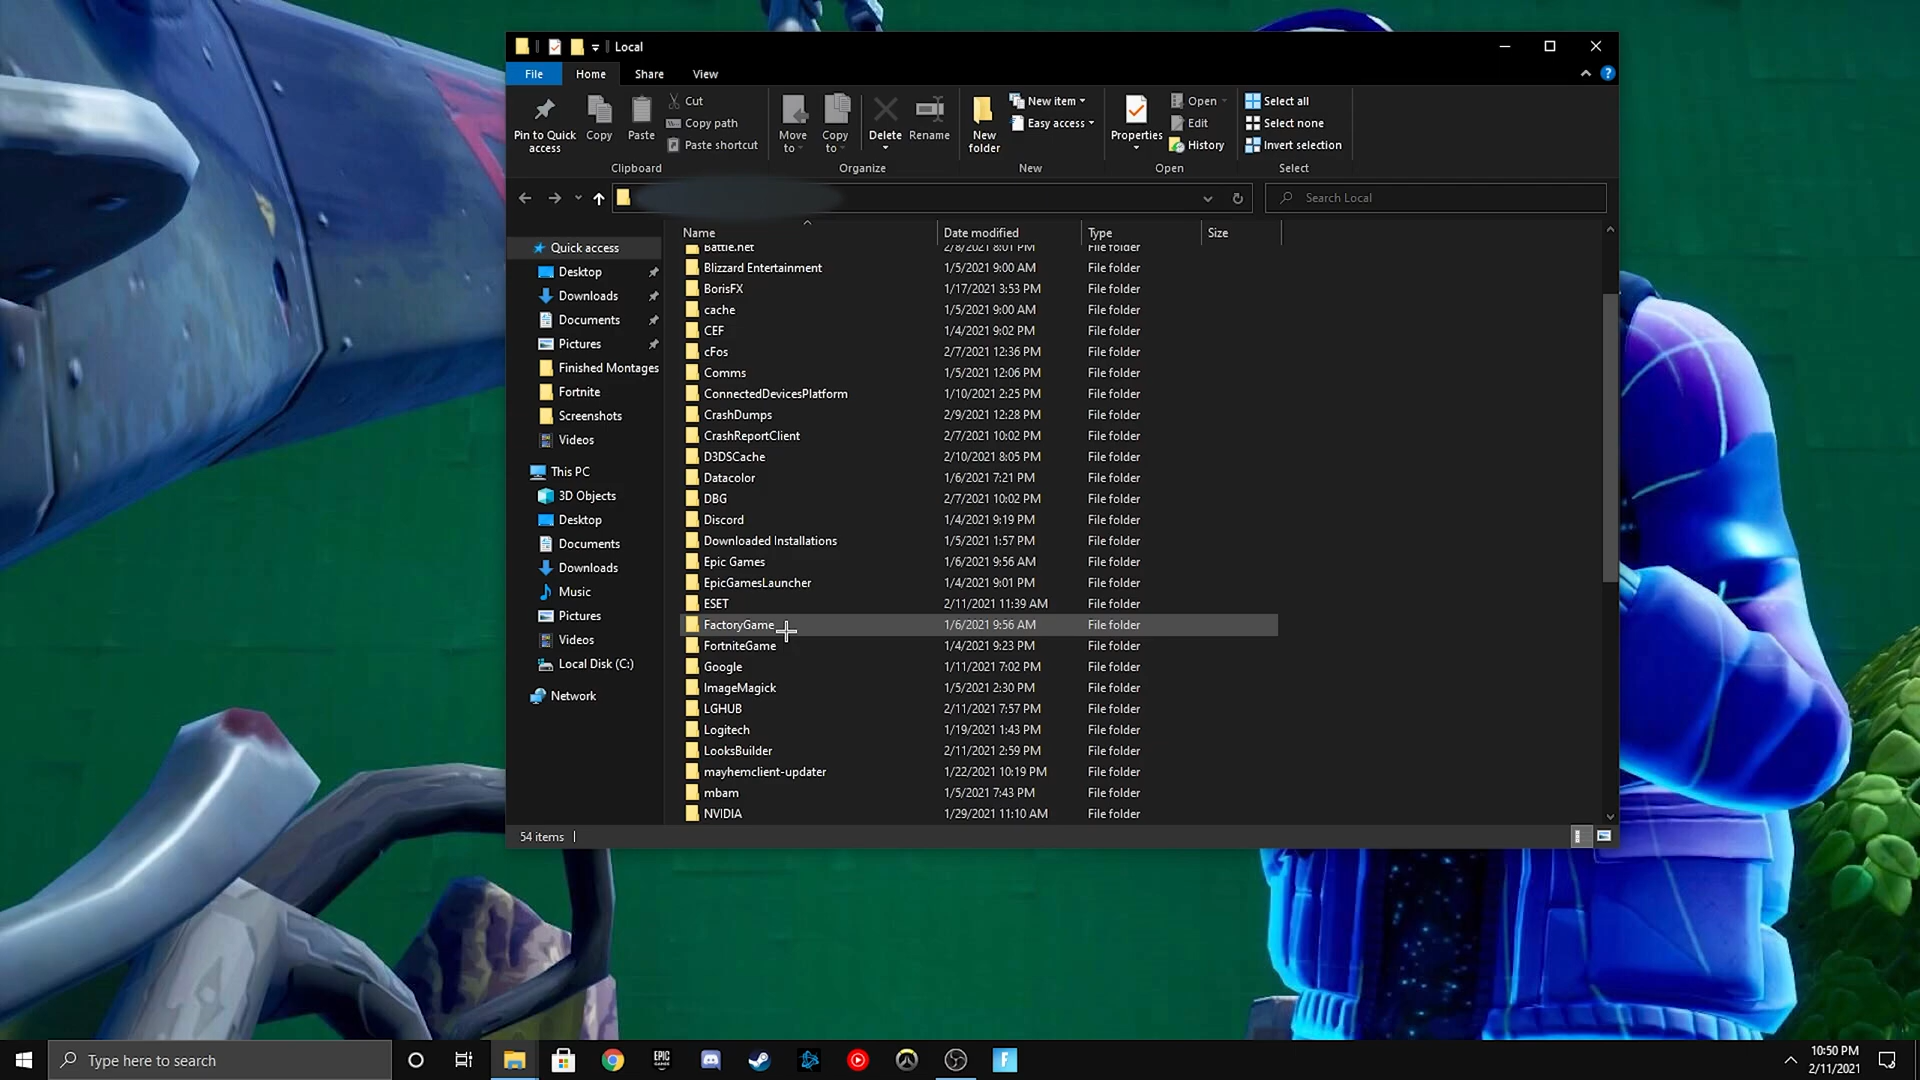 Local
File Home Share View
Pin to Quick access
Copy
Paste
Cut
Copy path
Paste shortcut
Clipboard
Move to
Copy to
Delete
Rename
Organize
New folder
New item
Easy access
New
Properties
Open
Edit
History
Open
Select all
Select none
Invert selection
Select
Search Local
Name Date modified Type Size
Quick access
Desktop
Downloads
Documents
Pictures
Finished Montages
Fortnite
Screenshots
Videos
This PC
3D Objects
Desktop
Documents
Downloads
Music
Pictures
Videos
Local Disk (C:)
Network
Battle.net 2/8/2021 8:01 PM File folder
Blizzard Entertainment 1/5/2021 9:00 AM File folder
BorisFX 1/17/2021 3:53 PM File folder
cache 1/5/2021 9:00 AM File folder
CEF 1/4/2021 9:02 PM File folder
cFos 2/7/2021 12:36 PM File folder
Comms 1/5/2021 12:06 PM File folder
ConnectedDevicesPlatform 1/10/2021 2:25 PM File folder
CrashDumps 2/9/2021 12:28 PM File folder
CrashReportClient 2/7/2021 10:02 PM File folder
D3DSCache 2/10/2021 8:05 PM File folder
Datacolor 1/6/2021 7:21 PM File folder
DBG 2/7/2021 10:02 PM File folder
Discord 1/4/2021 9:19 PM File folder
Downloaded Installations 1/5/2021 1:57 PM File folder
Epic Games 1/6/2021 9:56 AM File folder
EpicGamesLauncher 1/4/2021 9:01 PM File folder
ESET 2/11/2021 11:39 AM File folder
FactoryGame 1/6/2021 9:56 AM File folder
FortniteGame 1/4/2021 9:23 PM File folder
Google 1/11/2021 7:02 PM File folder
ImageMagick 1/5/2021 2:30 PM File folder
LGHUB 2/11/2021 7:57 PM File folder
Logitech 1/19/2021 1:43 PM File folder
LooksBuilder 2/11/2021 2:59 PM File folder
mayhemclient-updater 1/22/2021 10:19 PM File folder
mbam 1/5/2021 7:43 PM File folder
NVIDIA 1/29/2021 11:10 AM File folder
54 items
Type here to search
EPIC GAMES
F
10:50 PM
2/11/2021